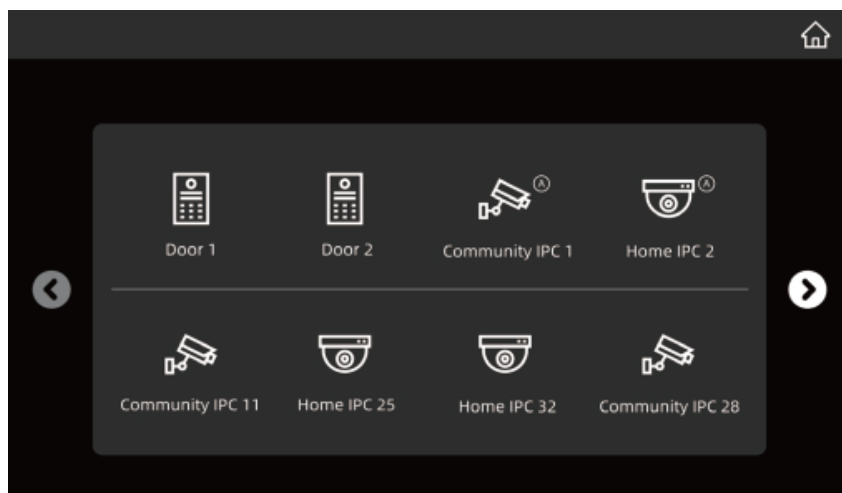 Door 1
Door 2
Community IPC 1
A
Home IPC 2
A
Community IPC 11
Home IPC 25
Home IPC 32
Community IPC 28